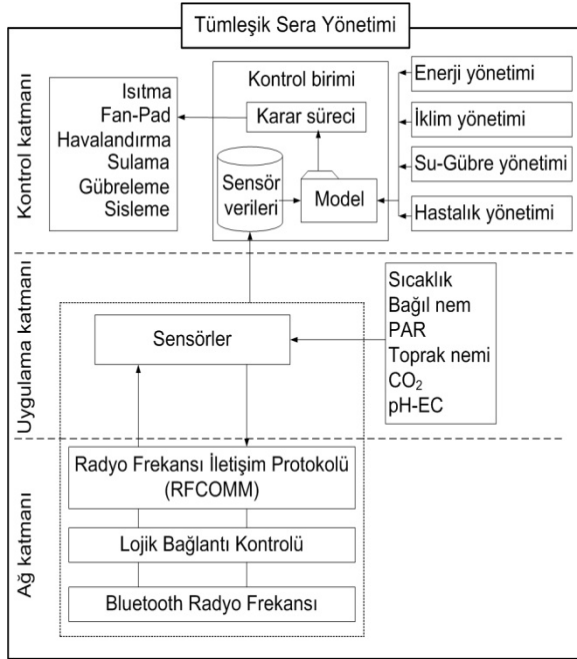 Tümleşik Sera Yönetimi
Kontrol katmanı
Isıtma
Fan-Pad
Havalandırma
Sulama
Gübreleme
Sisleme
Kontrol birimi
Karar süreci
Sensör
verileri
Model
Enerji yönetimi
İklim yönetimi
Su-Gübre yönetimi
Hastalık yönetimi
Uygulama katmanı
Sensörler
Sıcaklık
Bağıl nem
PAR
Toprak nemi
CO₂
pH-EC
Ağ katmanı
Radyo Frekansı İletişim Protokolü
(RFCOMM)
Lojik Bağlantı Kontrolü
Bluetooth Radyo Frekansı